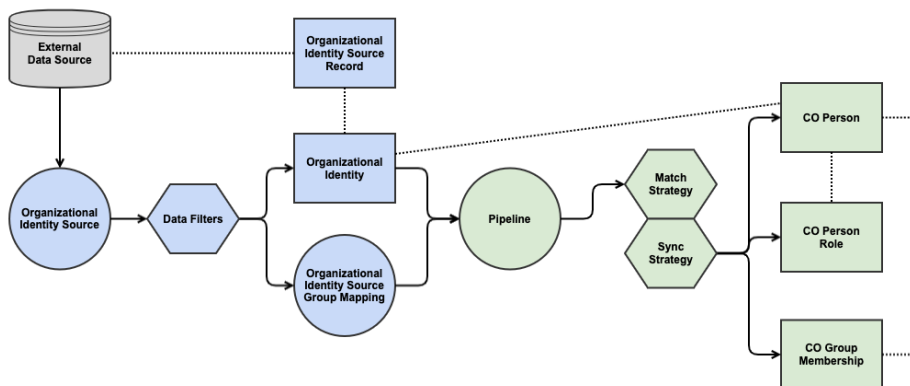 External
Data Source
Organizational
Identity Source
Record
CO Person
Organizational
Identity
Match
Strategy
Organizational
Identity Source
Data Filters
Pipeline
Sync
Strategy
CO Person
Role
Organizational
Identity Source
Group Mapping
CO Group
Membership